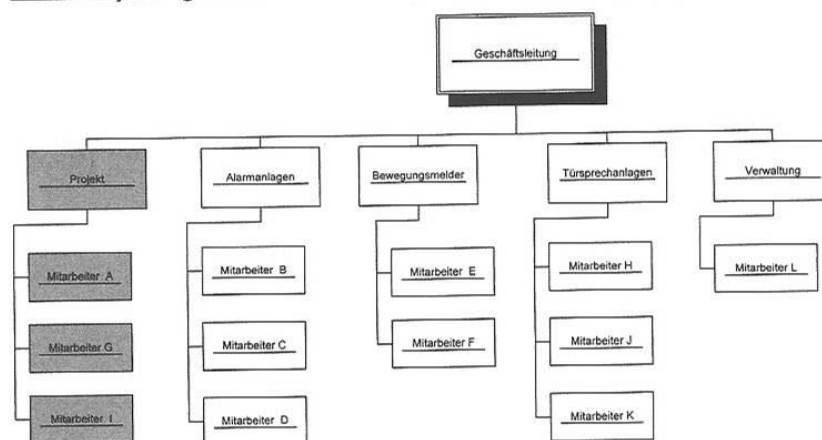 Geschäftsleitung
Projekt
Alarmanlagen
Bewegungsmelder
Türsprechanlagen
Verwaltung
Mitarbeiter A
Mitarbeiter B
Mitarbeiter E
Mitarbeiter H
Mitarbeiter L
Mitarbeiter G
Mitarbeiter C
Mitarbeiter F
Mitarbeiter J
Mitarbeiter I
Mitarbeiter D
Mitarbeiter K